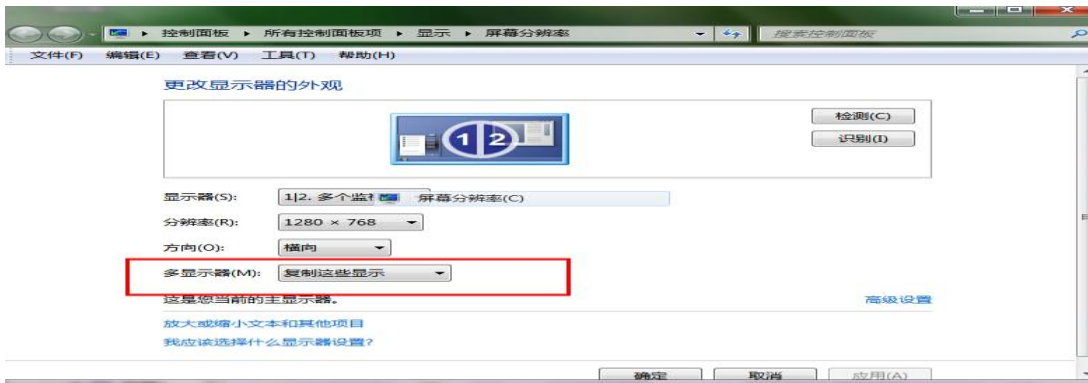 控制面板 ▸ 所有控制面板项 ▸ 显示 ▸ 屏幕分辨率
搜索控制面板
文件(F) 编辑(E) 查看(V) 工具(T) 帮助(H)
更改显示器的外观
1 2
检测(C)
识别(I)
显示器(S): 1|2. 多个监视 屏幕分辨率(C)
分辨率(R): 1280 × 768
方向(O): 横向
多显示器(M): 复制这些显示
这是您当前的主显示器。
高级设置
放大或缩小文本和其他项目
我应该选择什么显示器设置?
确定 取消 应用(A)